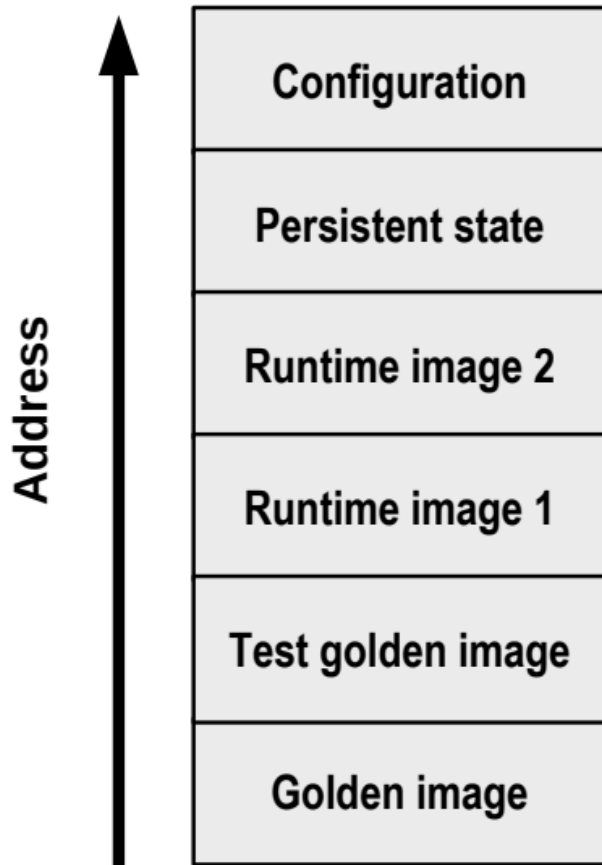 Address
Configuration
Persistent state
Runtime image 2
Runtime image 1
Test golden image
Golden image